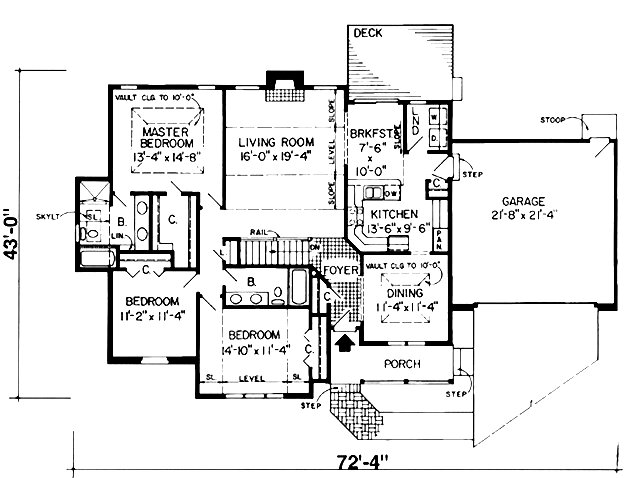 DECK
VAULT CLG TO 10'-0"
MASTER
BEDROOM
13'-4" x 14'-8"
LIVING ROOM
16'-0" x 19'-4"
SLOPE
LEVEL
SLOPE
BRKFST
7'-6"
x
10'-0"
SLOPE
LND
W.
D.
STOOP
STEP
C.
GARAGE
21'-8" x 21'-4"
SKYLT
SL
B.
LIN
C.
DW
KITCHEN
13'-6" x 9'-6"
PAN
RAIL
DN
L
C.
FOYER
VAULT CLG TO 10'-0"
DINING
11'-4" x 11'-4"
BEDROOM
11'-2" x 11'-4"
B.
C.
BEDROOM
14'-10" x 11'-4"
C.
SL
LEVEL
SL
PORCH
STEP
STEP
43'-0"
72'-4"